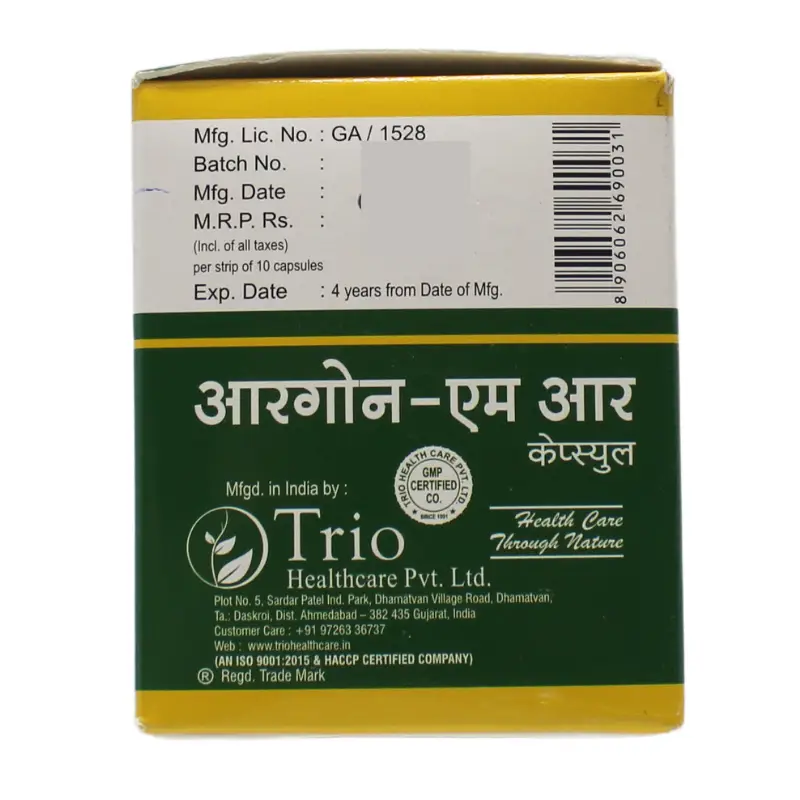 Mfg. Lic. No. : GA / 1528
Batch No. :
Mfg. Date :
M.R.P. Rs. :
(Incl. of all taxes)
per strip of 10 capsules
Exp. Date : 4 years from Date of Mfg.
8 906062 690031
आरगोन-एम आर
केप्स्युल
Mfgd. in India by :
TRIO HEALTH CARE PVT. LTD.
GMP
CERTIFIED
CO.
SINCE 1991
Trio
Healthcare Pvt. Ltd.
Health Care
Through Nature
Plot No. 5, Sardar Patel Ind. Park, Dhamatvan Village Road, Dhamatvan,
Ta.: Daskroi, Dist. Ahmedabad – 382 435 Gujarat, India
Customer Care : +91 97263 36737
Web : www.triohealthcare.in
(AN ISO 9001:2015 & HACCP CERTIFIED COMPANY)
® Regd. Trade Mark